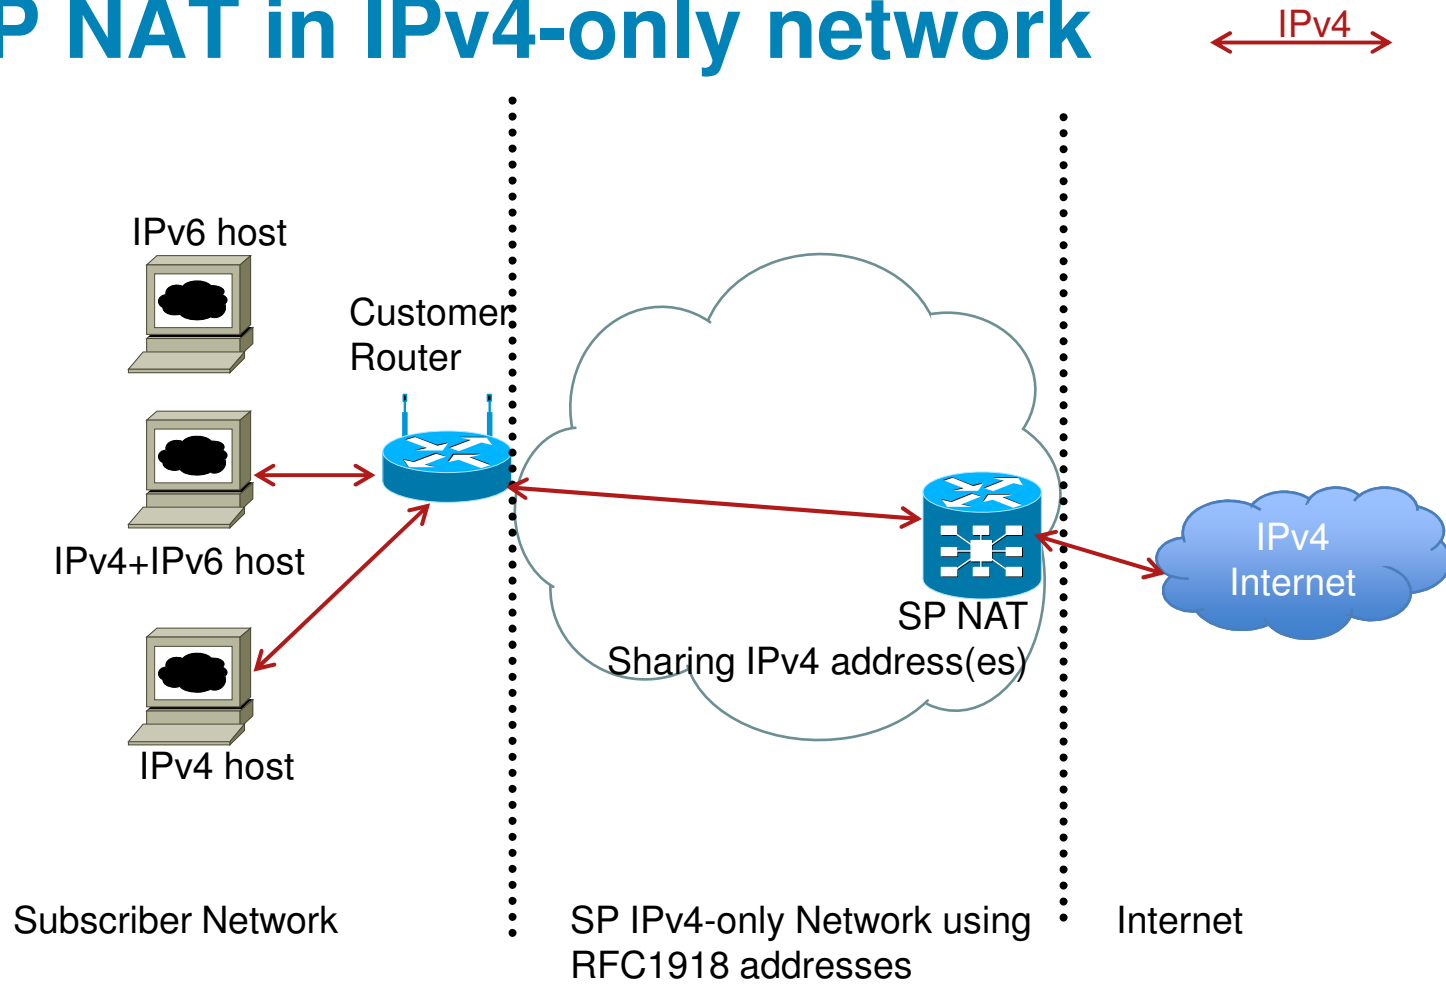 P NAT in IPv4-only network
IPv4
IPv6 host
Customer
Router
IPv4+IPv6 host
IPv4
Internet
SP NAT
Sharing IPv4 address(es)
IPv4 host
Subscriber Network
SP IPv4-only Network using
RFC1918 addresses
Internet